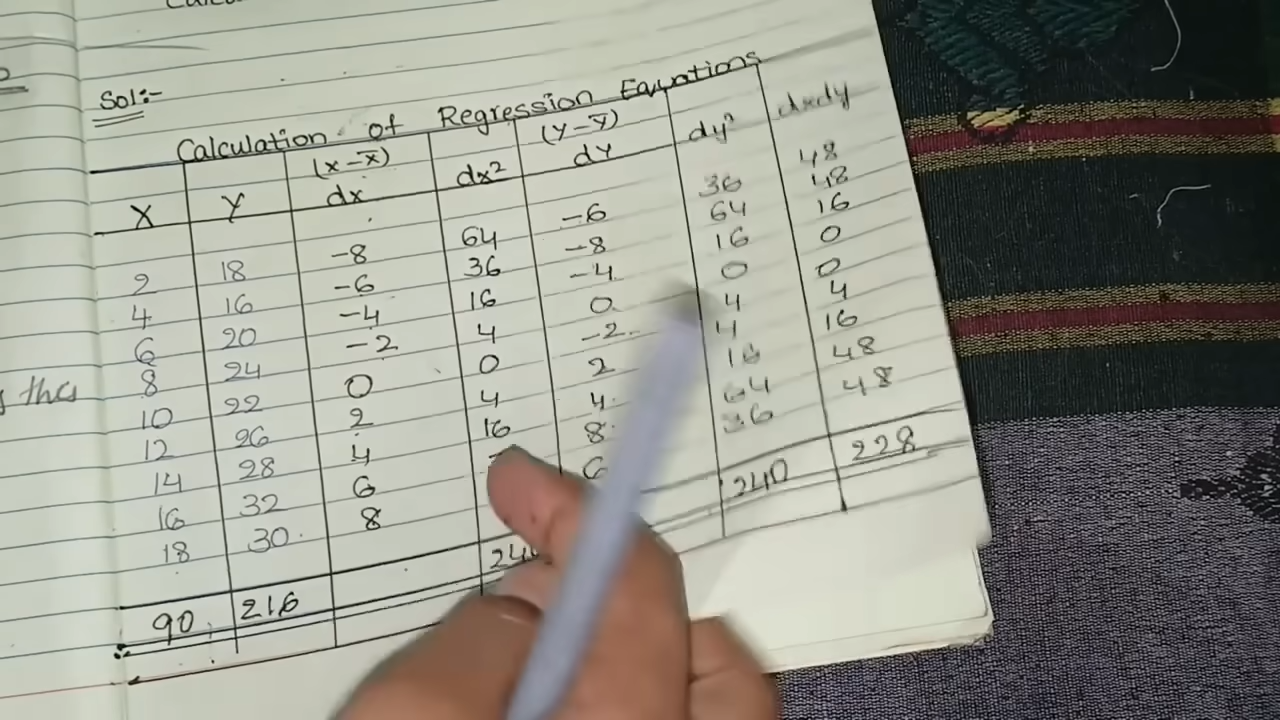 Sol:-
Calculation of Regression Equations
X Y (x-x̅) dx dx² (Y-Y̅) dy dy² dxdy
2 18 -8 64 -6 36 48
4 16 -6 36 -8 64 48
6 20 -4 16 -4 16 16
8 24 -2 4 0 0 0
10 22 0 0 -2 4 0
12 26 2 4 2 4 4
14 28 4 16 4 16 16
16 32 6 8 64 48
18 30 8 6 36 48
90 216 240 228